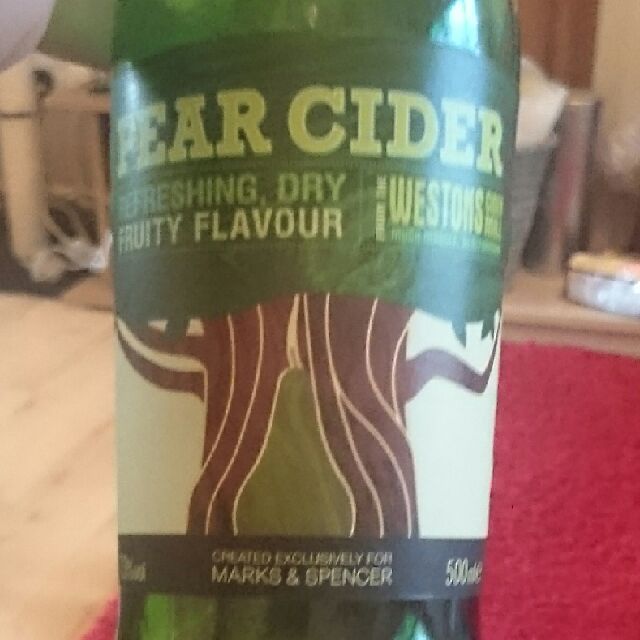 PEAR CIDER
REFRESHING, DRY
FRUITY FLAVOUR
WESTONS
CREATED EXCLUSIVELY FOR
MARKS & SPENCER
500ml